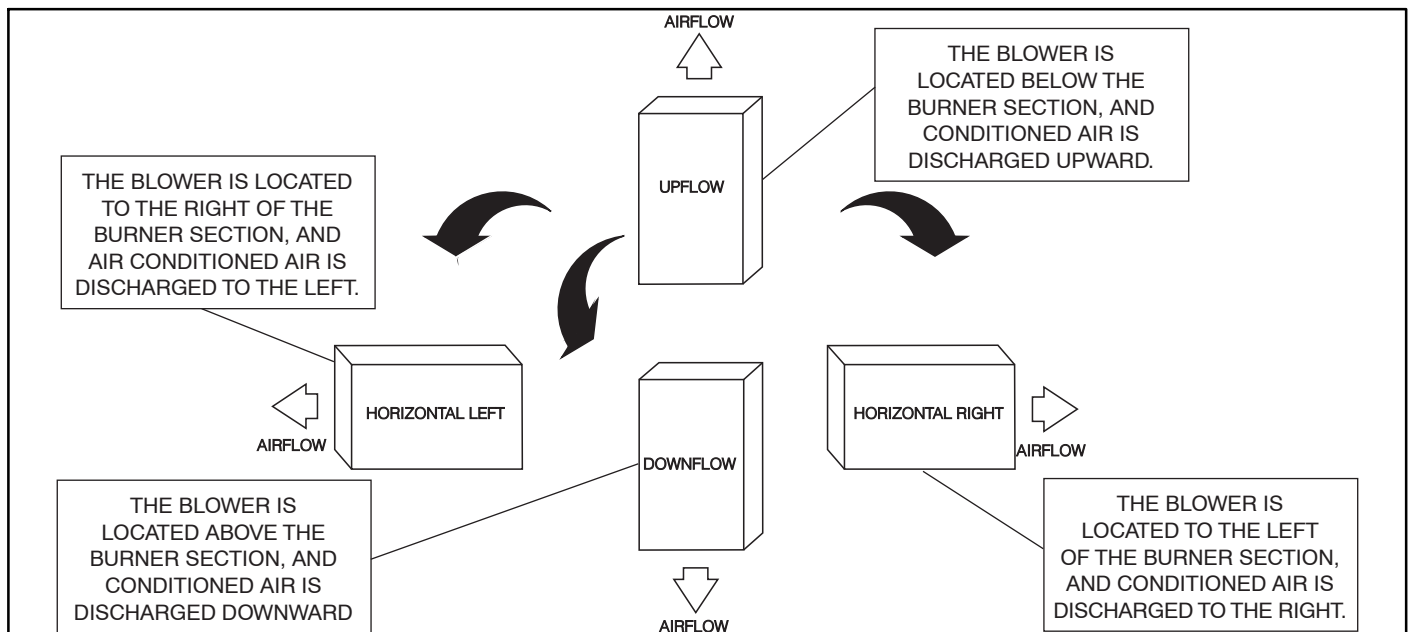 AIRFLOW
THE BLOWER IS
LOCATED BELOW THE
BURNER SECTION, AND
CONDITIONED AIR IS
DISCHARGED UPWARD.
UPFLOW
THE BLOWER IS LOCATED
TO THE RIGHT OF THE
BURNER SECTION, AND
AIR CONDITIONED AIR IS
DISCHARGED TO THE LEFT.
HORIZONTAL LEFT
AIRFLOW
HORIZONTAL RIGHT
AIRFLOW
DOWNFLOW
THE BLOWER IS
LOCATED ABOVE THE
BURNER SECTION, AND
CONDITIONED AIR IS
DISCHARGED DOWNWARD
THE BLOWER IS
LOCATED TO THE LEFT
OF THE BURNER SECTION,
AND CONDITIONED AIR IS
DISCHARGED TO THE RIGHT.
AIRFLOW